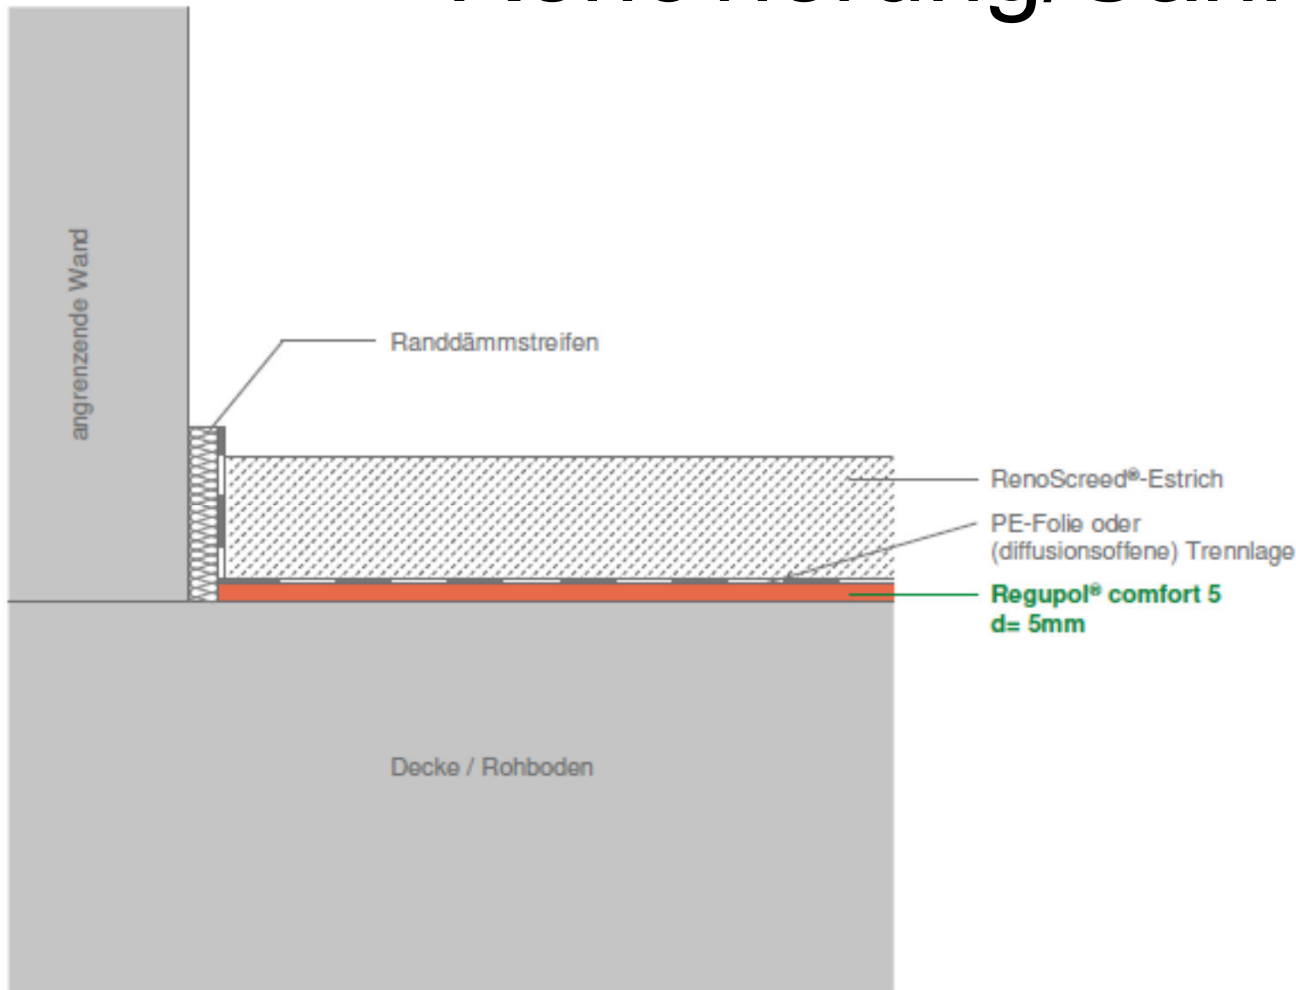 angrenzende Wand
Randdämmstreifen
RenoScreed®-Estrich
PE-Folie oder
(diffusionsoffene) Trennlage
Regupol® comfort 5
d= 5mm
Decke / Rohboden